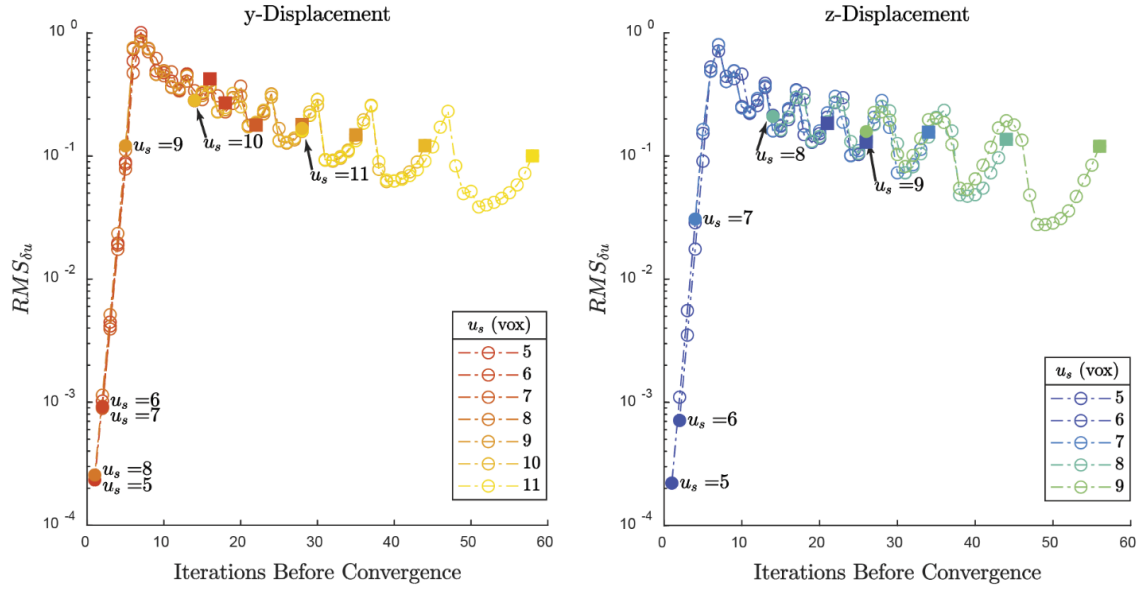 y-Displacement
10^0
10^-1
10^-2
10^-3
10^-4
RMS_δu
u_s =9
u_s =10
u_s =11
u_s =6
u_s =7
u_s =8
u_s =5
u_s (vox)
5
6
7
8
9
10
11
0 10 20 30 40 50 60
Iterations Before Convergence
z-Displacement
10^0
10^-1
10^-2
10^-3
10^-4
RMS_δu
u_s =8
u_s =9
u_s =7
u_s =6
u_s =5
u_s (vox)
5
6
7
8
9
0 10 20 30 40 50 60
Iterations Before Convergence